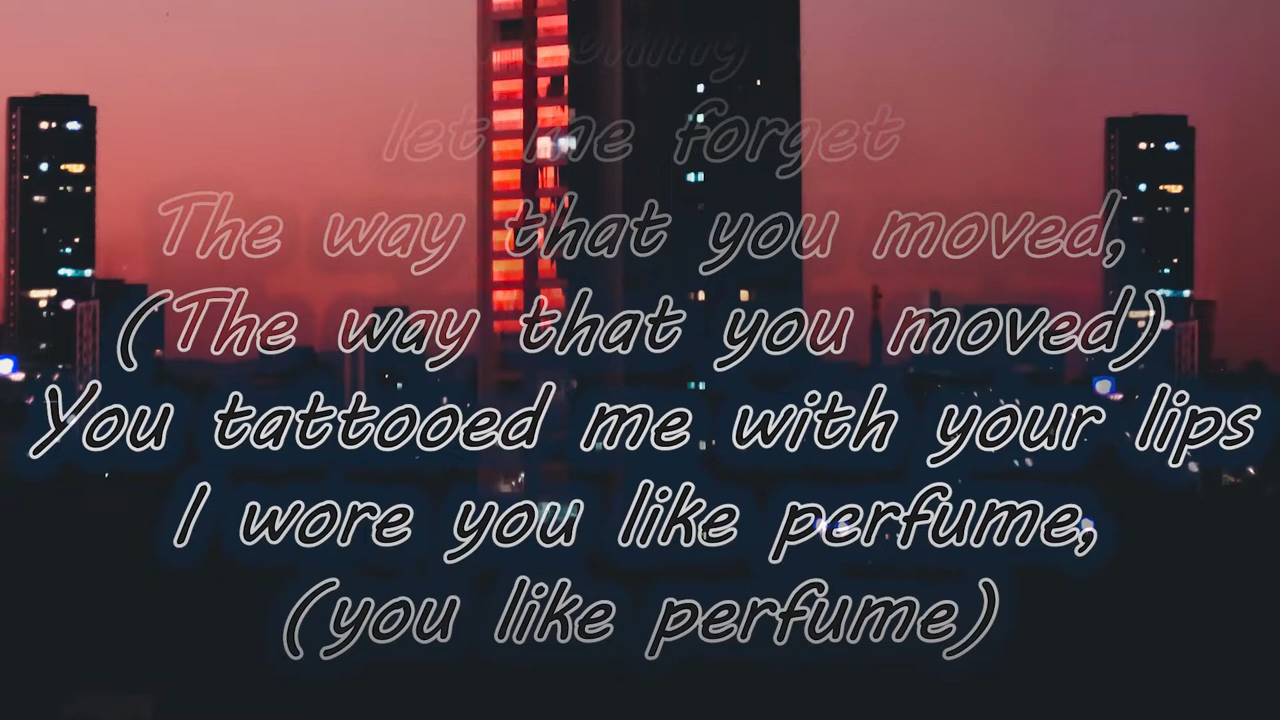 let me forget
The way that you moved,
(The way that you moved)
You tattooed me with your lips
I wore you like perfume,
(you like perfume)